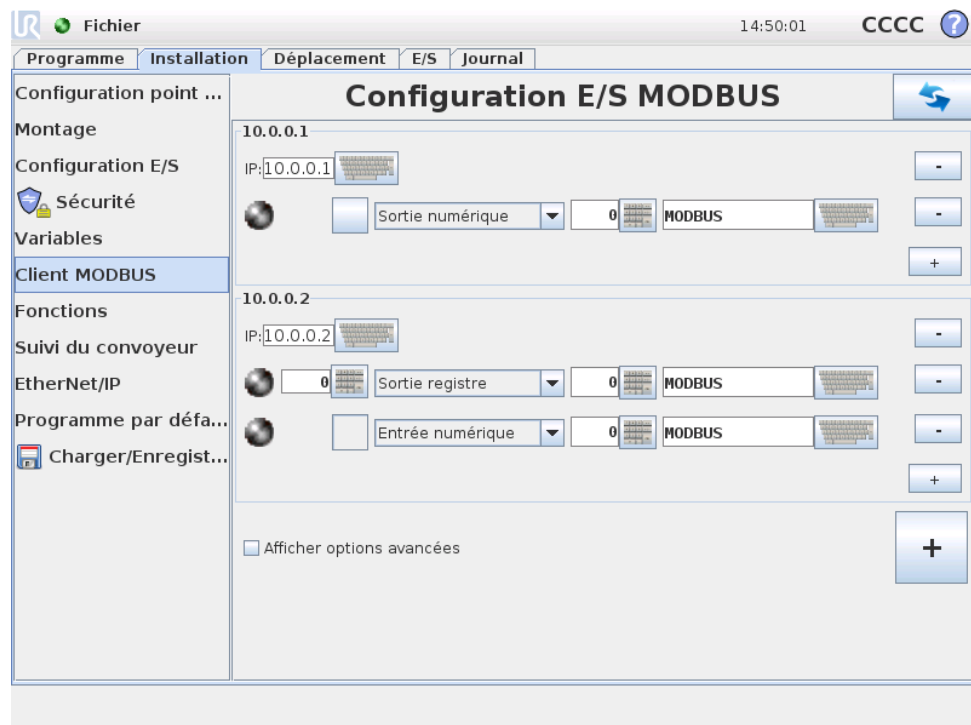 UR Fichier 14:50:01 CCCC ?
Programme Installation Déplacement E/S Journal
Configuration point ...
Montage
Configuration E/S
Sécurité
Variables
Client MODBUS
Fonctions
Suivi du convoyeur
EtherNet/IP
Programme par défa...
Charger/Enregist...
Configuration E/S MODBUS
10.0.0.1
IP: 10.0.0.1 -
Sortie numérique 0 MODBUS -
+
10.0.0.2
IP: 10.0.0.2 -
0 Sortie registre 0 MODBUS -
Entrée numérique 0 MODBUS -
+
Afficher options avancées +